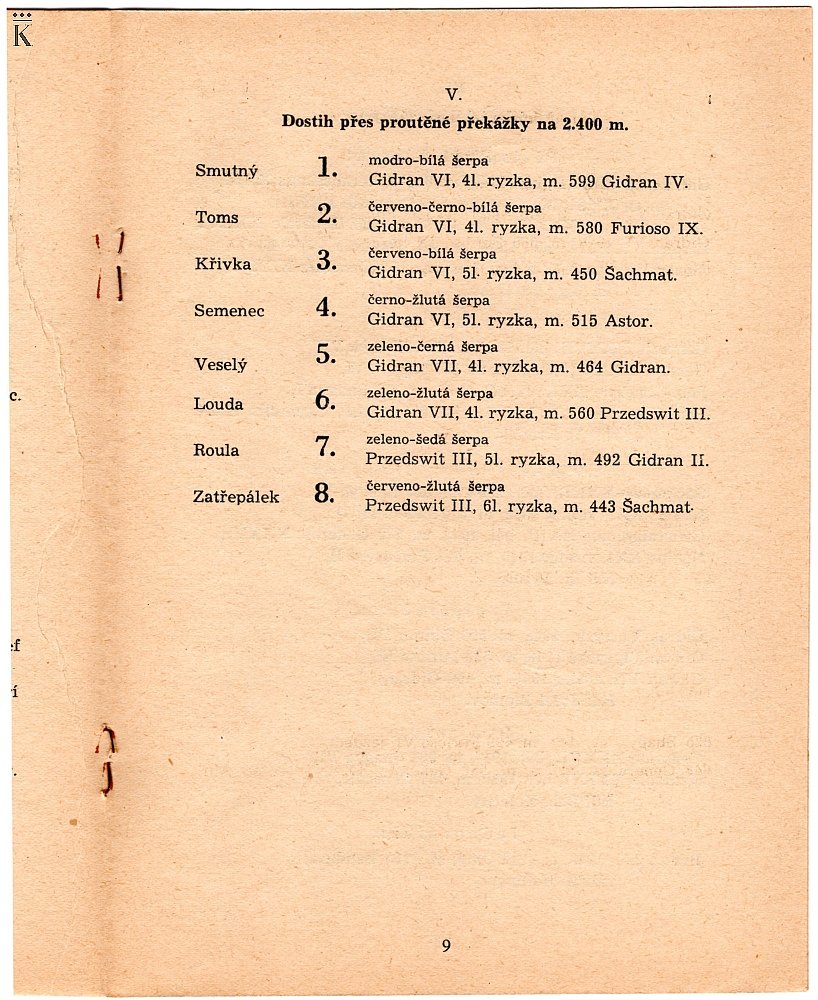 K
V.
Dostih přes proutěné překážky na 2.400 m.
Smutný 1. modro-bílá šerpa
Gidran VI, 4l. ryzka, m. 599 Gidran IV.
Toms 2. červeno-černo-bílá šerpa
Gidran VI, 4l. ryzka, m. 580 Furioso IX.
Křivka 3. červeno-bílá šerpa
Gidran VI, 5l. ryzka, m. 450 Šachmat.
Semenec 4. černo-žlutá šerpa
Gidran VI, 5l. ryzka, m. 515 Astor.
Veselý 5. zeleno-černá šerpa
Gidran VII, 4l. ryzka, m. 464 Gidran.
Louda 6. zeleno-žlutá šerpa
Gidran VII, 4l. ryzka, m. 560 Przedswit III.
Roula 7. zeleno-šedá šerpa
Przedswit III, 5l. ryzka, m. 492 Gidran II.
Zatřepálek 8. červeno-žlutá šerpa
Przedswit III, 6l. ryzka, m. 443 Šachmat.
c.
ef
ří
9